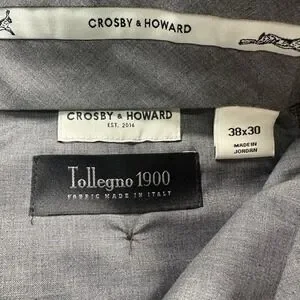 CROSBY & HOWARD
CROSBY & HOWARD
EST. 2014
38x30
MADE IN
JORDAN
Tollegno 1900
FABRIC MADE IN ITALY